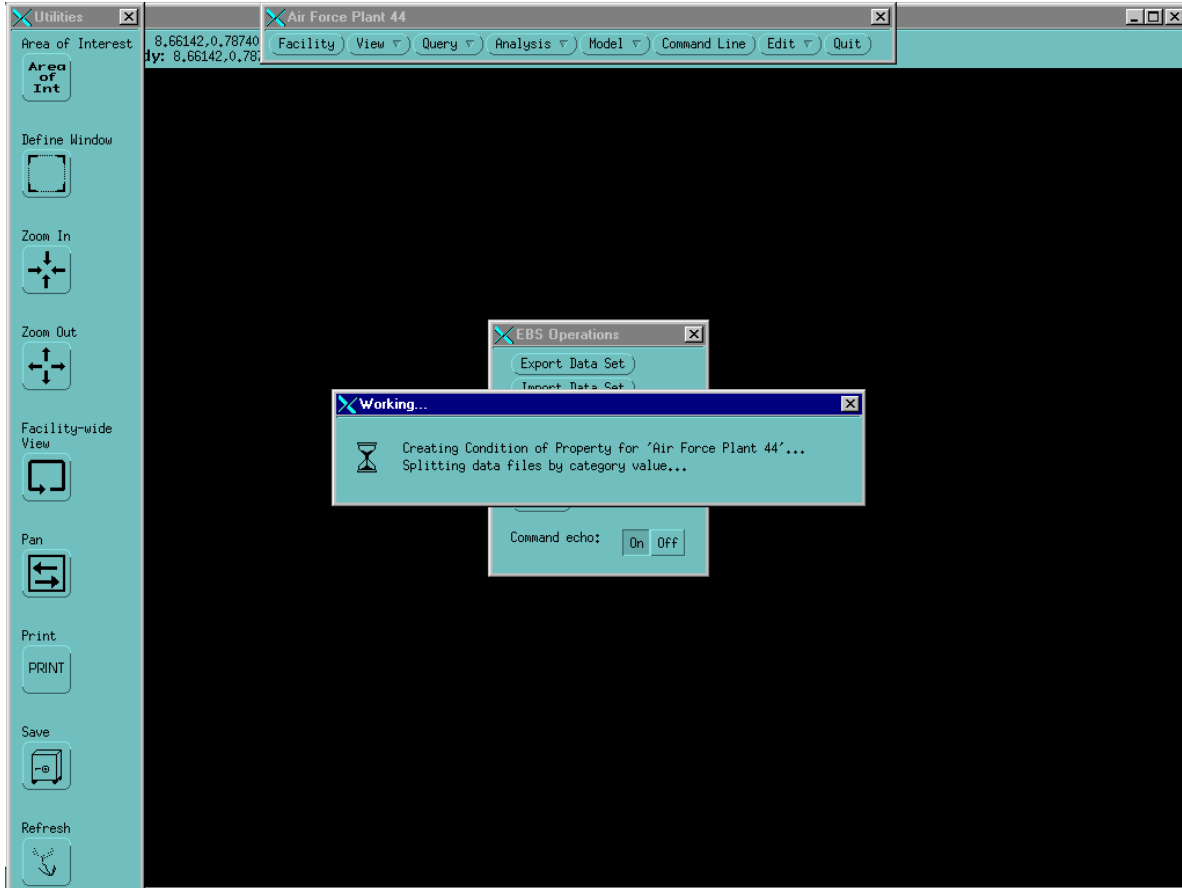 Utilities
Air Force Plant 44
Area of Interest
8.66142,0.78740
Facility View Query Analysis Model Command Line Edit Quit
dy: 8.66142,0.78
Area
of
Int
Define Window
Zoom In
Zoom Out
EBS Operations
Export Data Set
Import Data Set
Working...
Creating Condition of Property for 'Air Force Plant 44'...
Splitting data files by category value...
Facility-wide
View
Command echo: On Off
Pan
Print
PRINT
Save
Refresh